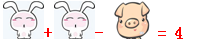 + - = 4